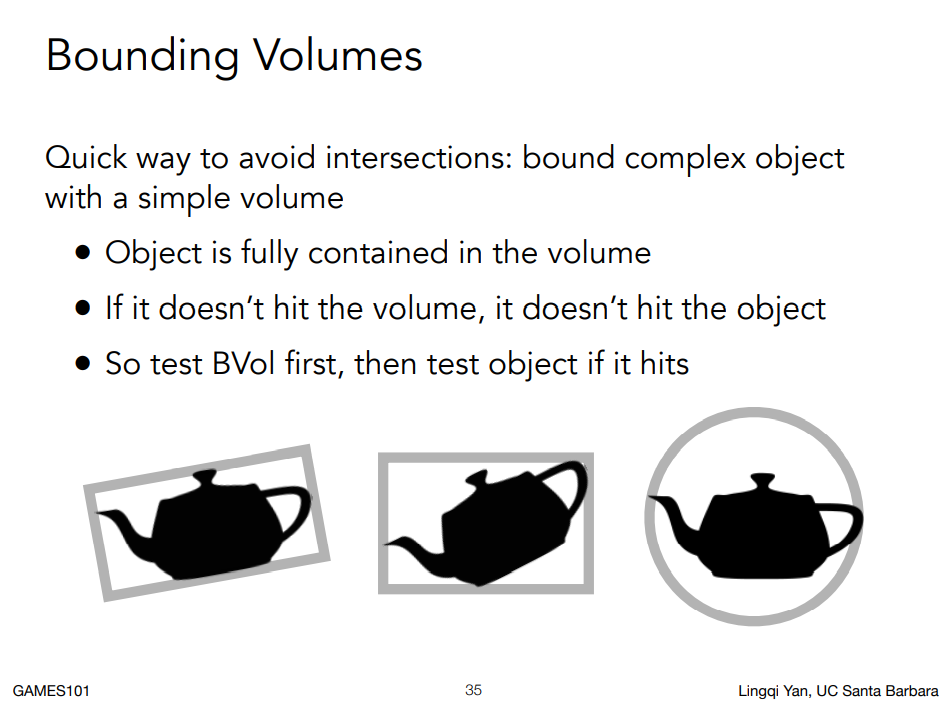 Bounding Volumes
Quick way to avoid intersections: bound complex object
with a simple volume
• Object is fully contained in the volume
• If it doesn’t hit the volume, it doesn’t hit the object
• So test BVol first, then test object if it hits
GAMES101
35
Lingqi Yan, UC Santa Barbara